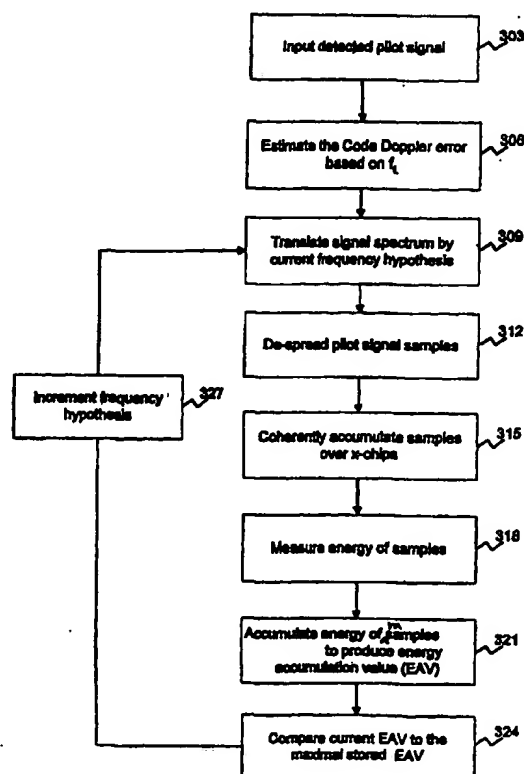 Input detected pilot signal
303
Estimate the Code Doppler error
based on fL
306
Translate signal spectrum by
current frequency hypothesis
309
De-spread pilot signal samples
312
Increment frequency
hypothesis
327
Coherently accumulate samples
over x-chips
315
Measure energy of samples
318
Accumulate energy of m samples
to produce energy
accumulation value (EAV)
321
Compare current EAV to the
maximal stored EAV
324